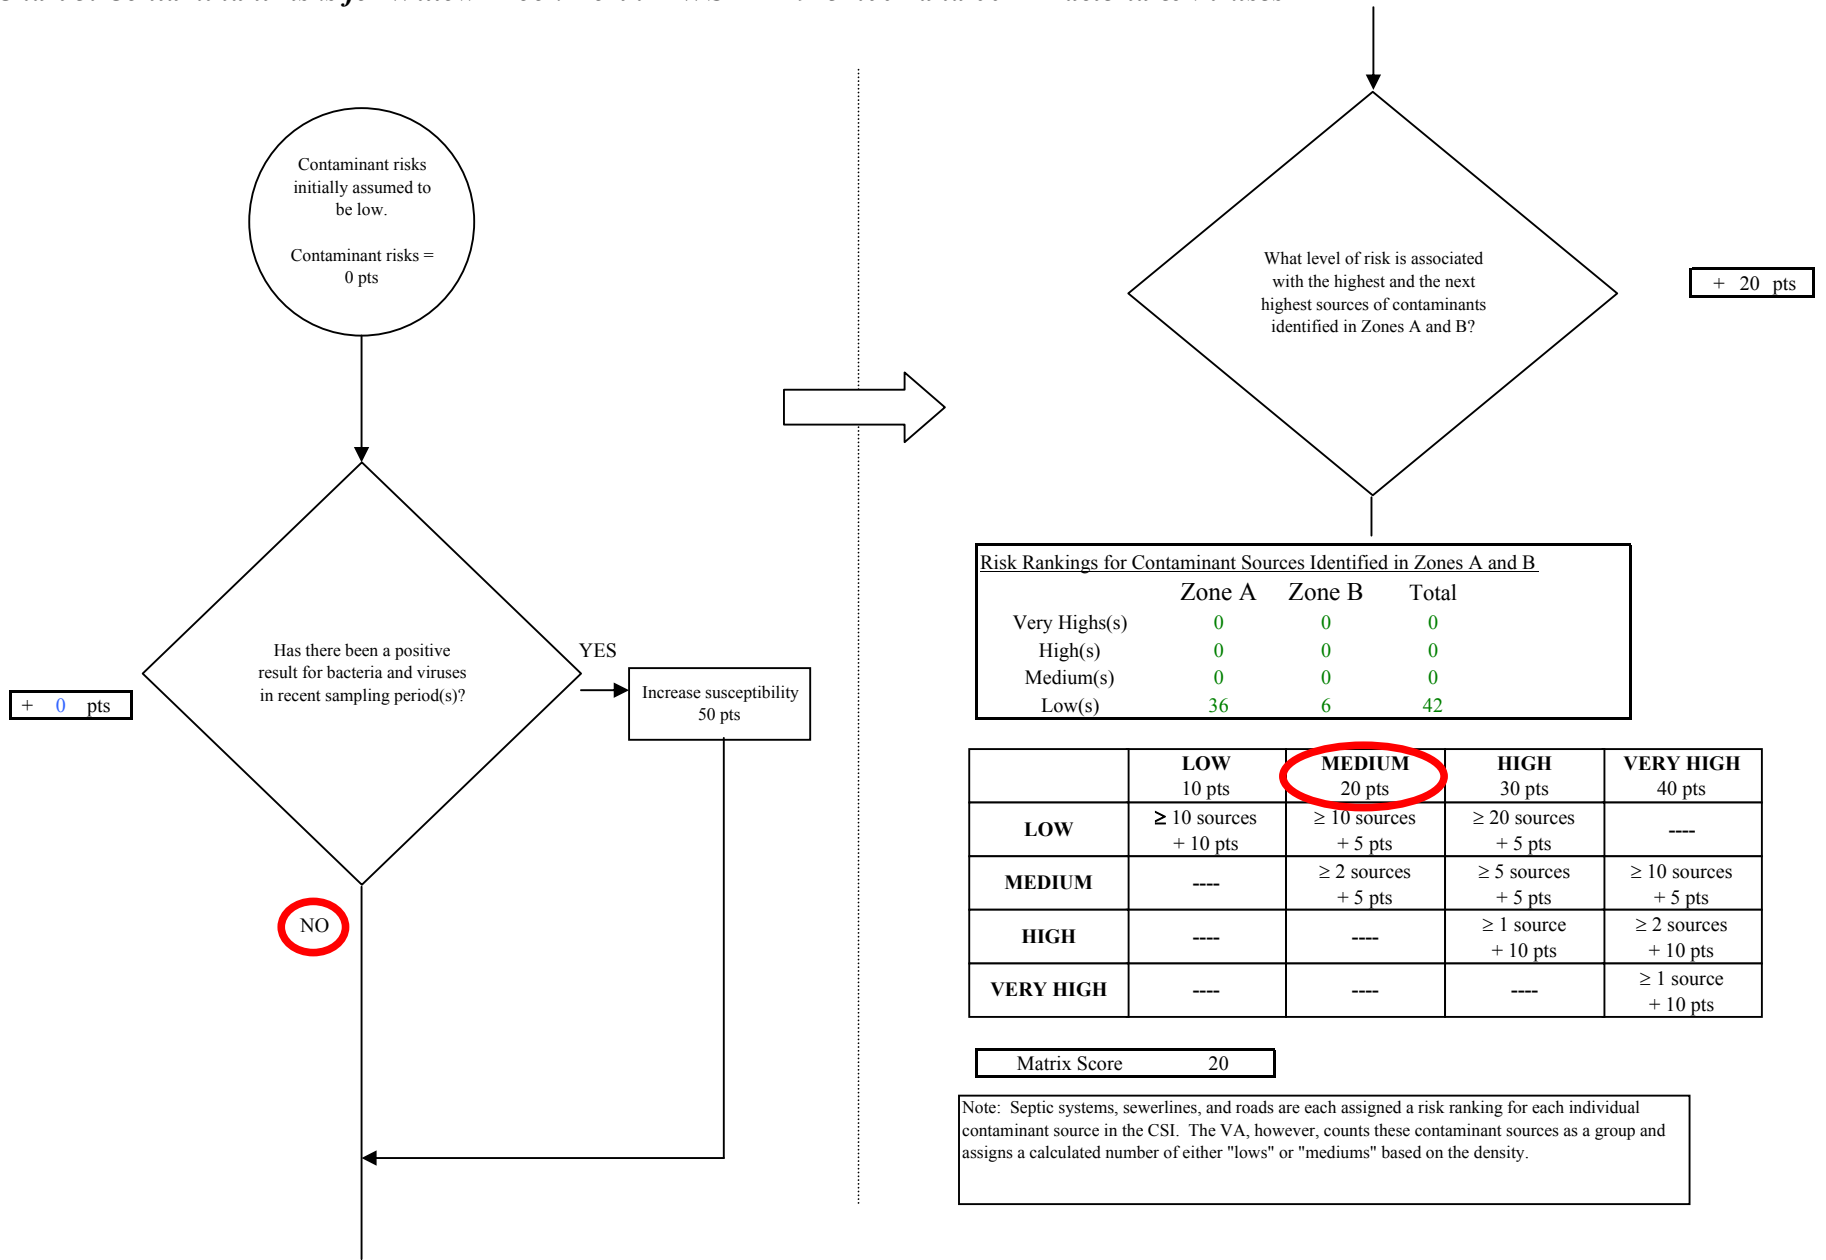 Contaminant risks
initially assumed to
be low.
Contaminant risks =
0 pts
Has there been a positive
result for bacteria and viruses
in recent sampling period(s)?
+ 0 pts
YES
Increase susceptibility
50 pts
NO
What level of risk is associated
with the highest and the next
highest sources of contaminants
identified in Zones A and B?
+ 20 pts
Risk Rankings for Contaminant Sources Identified in Zones A and B
Zone A Zone B Total
Very Highs(s) 0 0 0
High(s) 0 0 0
Medium(s) 0 0 0
Low(s) 36 6 42
LOW MEDIUM HIGH VERY HIGH
10 pts 20 pts 30 pts 40 pts
LOW ≥ 10 sources ≥ 10 sources ≥ 20 sources ----
+ 10 pts + 5 pts + 5 pts
MEDIUM ---- ≥ 2 sources ≥ 5 sources ≥ 10 sources
+ 5 pts + 5 pts + 5 pts
HIGH ---- ---- ≥ 1 source ≥ 2 sources
+ 10 pts + 10 pts
VERY HIGH ---- ---- ---- ≥ 1 source
+ 10 pts
Matrix Score 20
Note: Septic systems, sewerlines, and roads are each assigned a risk ranking for each individual
contaminant source in the CSI. The VA, however, counts these contaminant sources as a group and
assigns a calculated number of either "lows" or "mediums" based on the density.